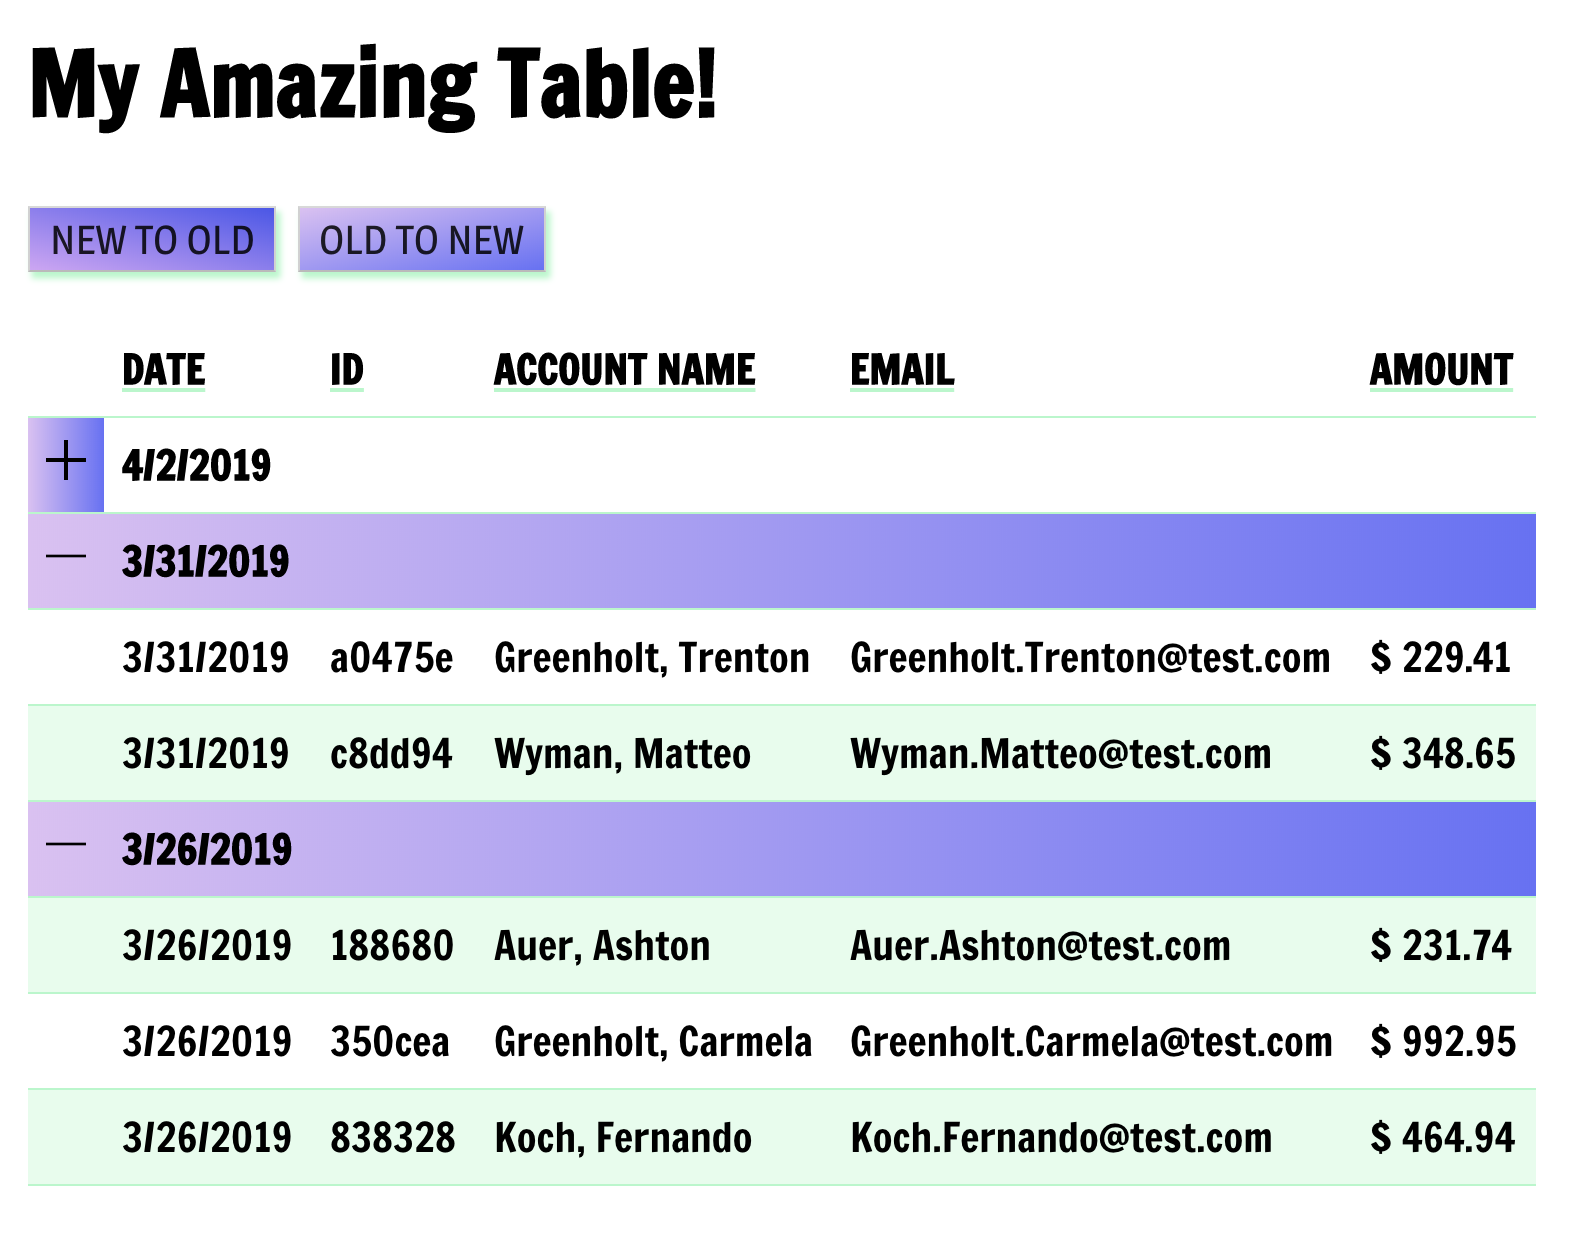 My Amazing Table!
NEW TO OLD OLD TO NEW
DATE ID ACCOUNT NAME EMAIL AMOUNT
+ 4/2/2019
— 3/31/2019
3/31/2019 a0475e Greenholt, Trenton Greenholt.Trenton@test.com $ 229.41
3/31/2019 c8dd94 Wyman, Matteo Wyman.Matteo@test.com $ 348.65
— 3/26/2019
3/26/2019 188680 Auer, Ashton Auer.Ashton@test.com $ 231.74
3/26/2019 350cea Greenholt, Carmela Greenholt.Carmela@test.com $ 992.95
3/26/2019 838328 Koch, Fernando Koch.Fernando@test.com $ 464.94